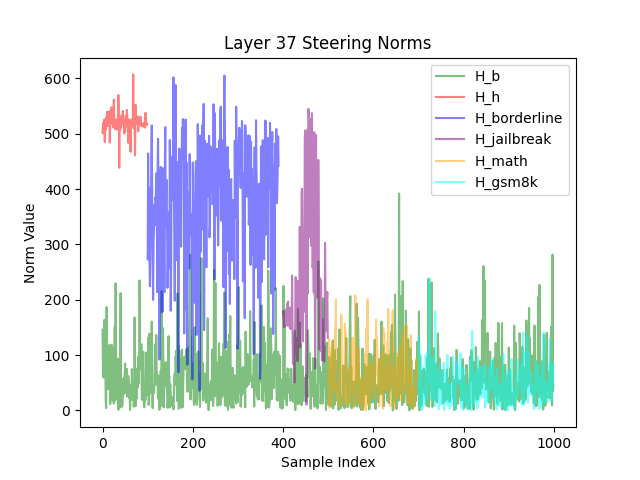 Layer 37 Steering Norms
H_b
H_h
H_borderline
H_jailbreak
H_math
H_gsm8k
Norm Value
600
500
400
300
200
100
0
0 200 400 600 800 1000
Sample Index